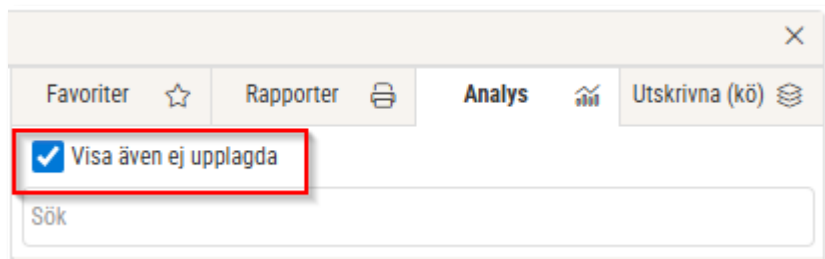 Favoriter Rapporter Analys Utskrivna (kö)
Visa även ej upplagda
Sök